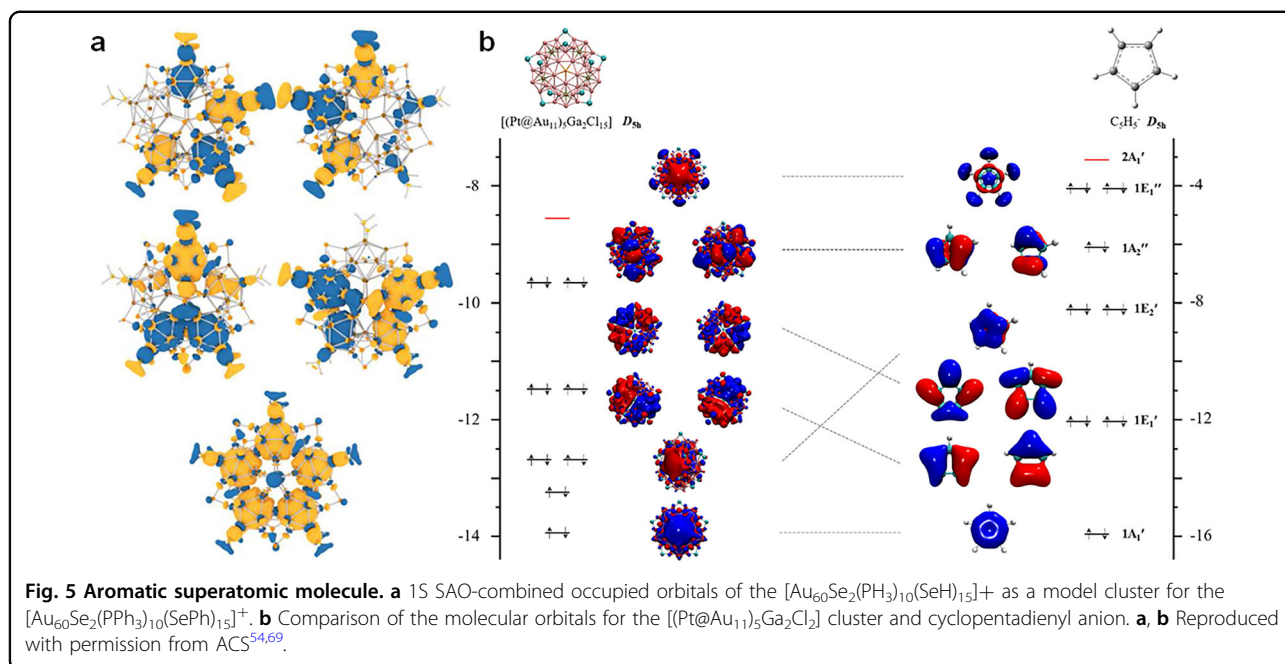 a
b
[(Pt@Au₁₁)₅Ga₂Cl₁₅] D₅ₕ
C₅H₅⁻ D₅ₕ
-8
-10
-12
-14
2A₁′
1E₁′′
1A₂′′
1E₂′
1E₁′
1A₁′
-4
-8
-12
-16
Fig. 5 Aromatic superatomic molecule. a 1S SAO-combined occupied orbitals of the [Au₆₀Se₂(PH₃)₁₀(SeH)₁₅]+ as a model cluster for the
[Au₆₀Se₂(PPh₃)₁₀(SePh)₁₅]⁺. b Comparison of the molecular orbitals for the [(Pt@Au₁₁)₅Ga₂Cl₂] cluster and cyclopentadienyl anion. a, b Reproduced
with permission from ACS⁵⁴,⁶⁹.